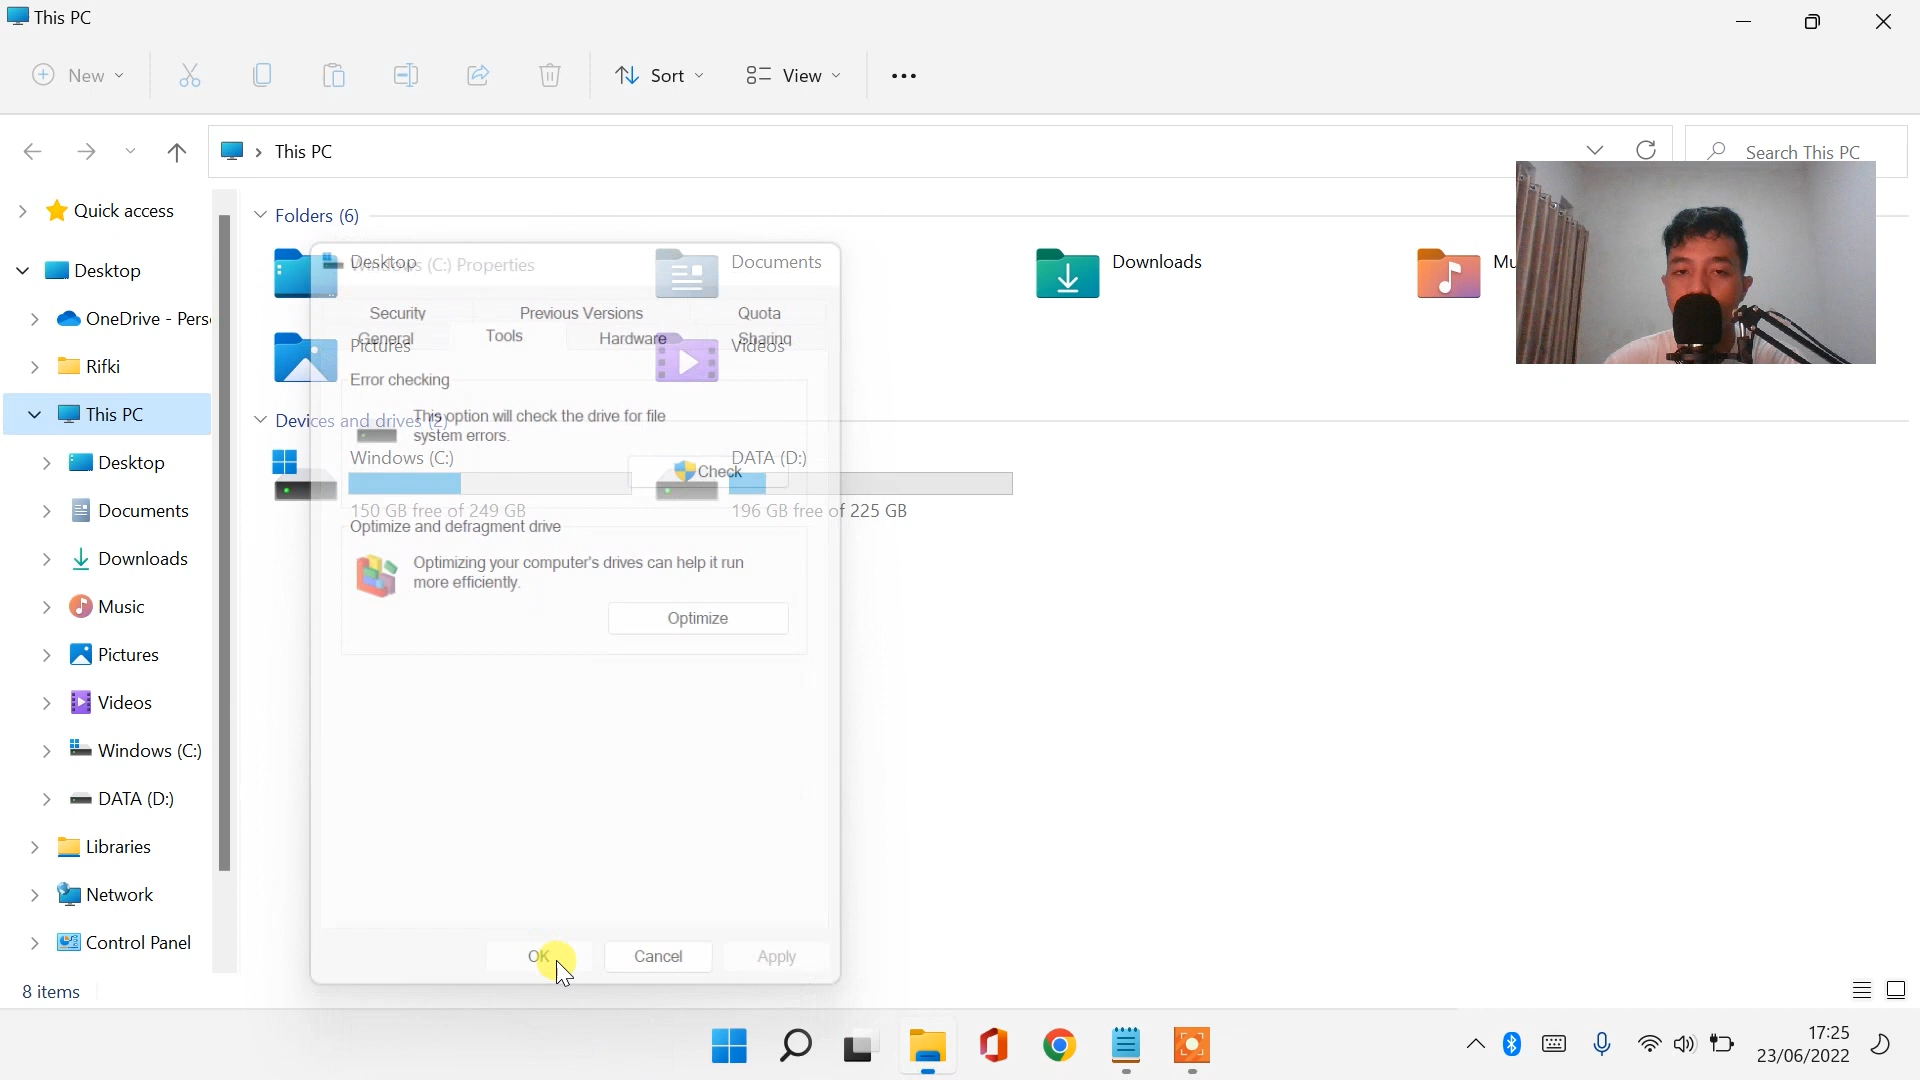 This PC
New
Sort
View
This PC
Search This PC
Quick access
Desktop
OneDrive - Pers
Rifki
This PC
Desktop
Documents
Downloads
Music
Pictures
Videos
Windows (C:)
DATA (D:)
Libraries
Network
Control Panel
8 items
Folders (6)
Desktop
Documents
Downloads
Mu
Pictures
Videos
Devices and drives (2)
Windows (C:)
150 GB free of 249 GB
DATA (D:)
196 GB free of 225 GB
Windows (C:) Properties
Security
Previous Versions
Quota
General
Tools
Hardware
Sharing
Error checking
This option will check the drive for file
system errors.
Check
Optimize and defragment drive
Optimizing your computer's drives can help it run
more efficiently.
Optimize
OK
Cancel
Apply
17:25
23/06/2022